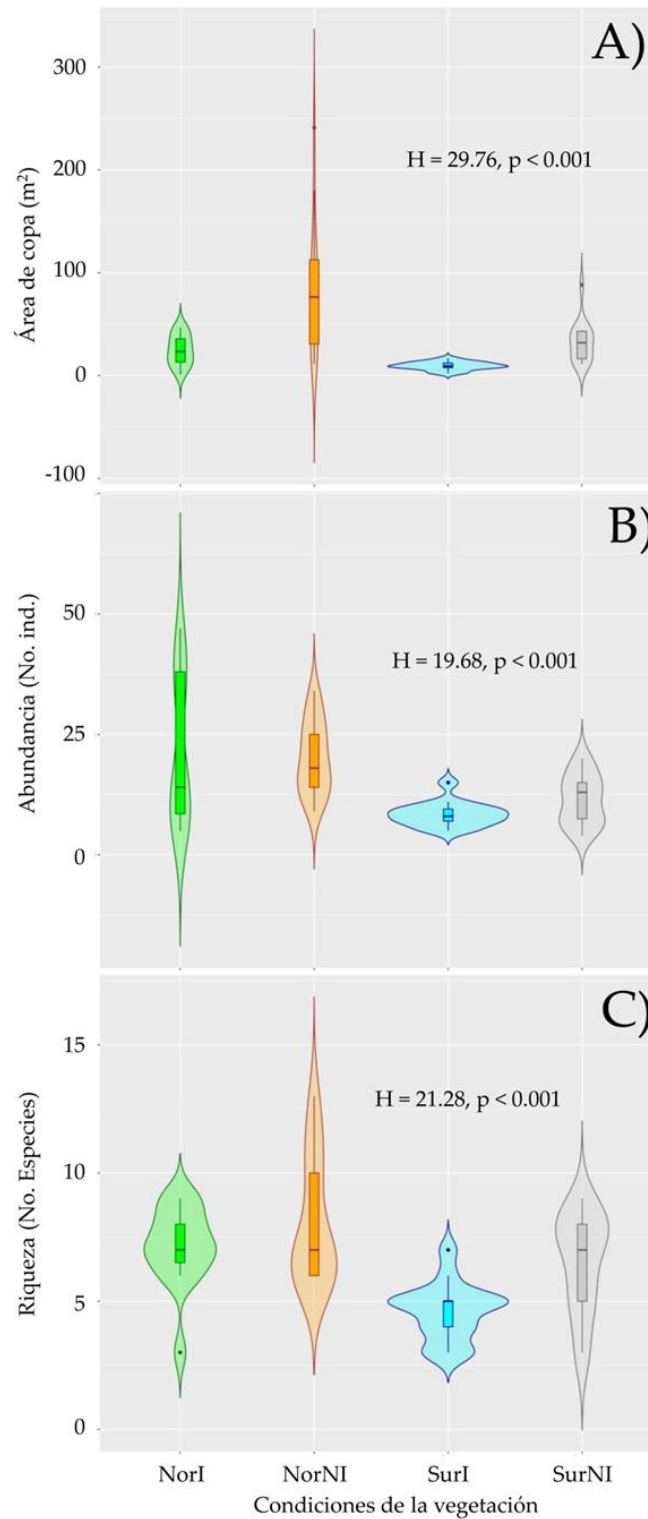 A)
300
200
100
0
-100
Área de copa (m²)
H = 29.76, p < 0.001
B)
50
25
0
Abundancia (No. ind.)
H = 19.68, p < 0.001
C)
15
10
5
0
Riqueza (No. Especies)
H = 21.28, p < 0.001
NorI NorNI SurI SurNI
Condiciones de la vegetación